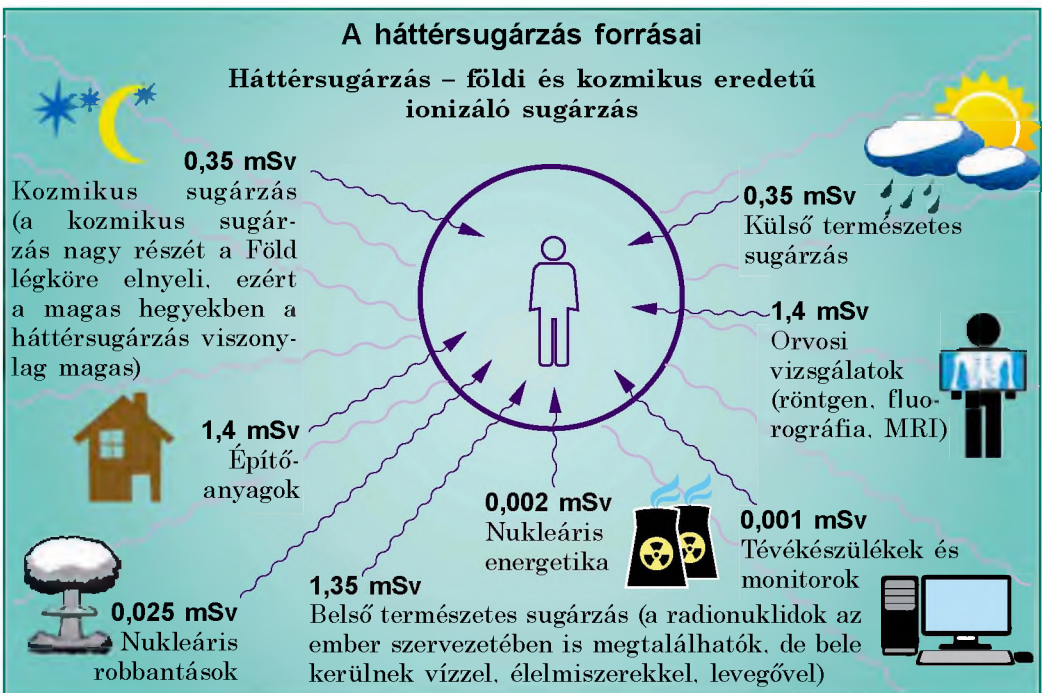 A háttérsugárzás forrásai
Háttérsugárzás – földi és kozmikus eredetű
ionizáló sugárzás
0,35 mSv
Kozmikus sugárzás
(a kozmikus sugár-
zás nagy részét a Föld
légköre elnyeli, ezért
a magas hegyekben a
háttérsugárzás viszony-
lag magas)
0,35 mSv
Külső természetes
sugárzás
1,4 mSv
Orvosi
vizsgálatok
(röntgen, fluo-
rográfia, MRI)
1,4 mSv
Építő-
anyagok
0,002 mSv
Nukleáris
energetika
0,001 mSv
Tévékészülékek és
monitorok
0,025 mSv
Nukleáris
robbantások
1,35 mSv
Belső természetes sugárzás (a radionuklidok az
ember szervezetében is megtalálhatók, de bele
kerülnek vízzel, élelmiszerekkel, levegővel)